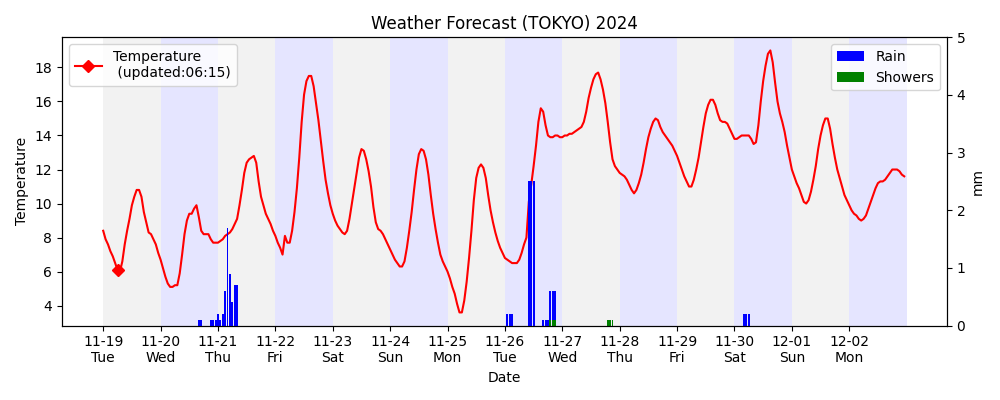 Weather Forecast (TOKYO) 2024
Temperature
(updated:06:15)
Rain
Showers
Temperature
18
16
14
12
10
8
6
4
5
4
3
2
1
0
mm
11-19 11-20 11-21 11-22 11-23 11-24 11-25 11-26 11-27 11-28 11-29 11-30 12-01 12-02
Tue Wed Thu Fri Sat Sun Mon Tue Wed Thu Fri Sat Sun Mon
Date